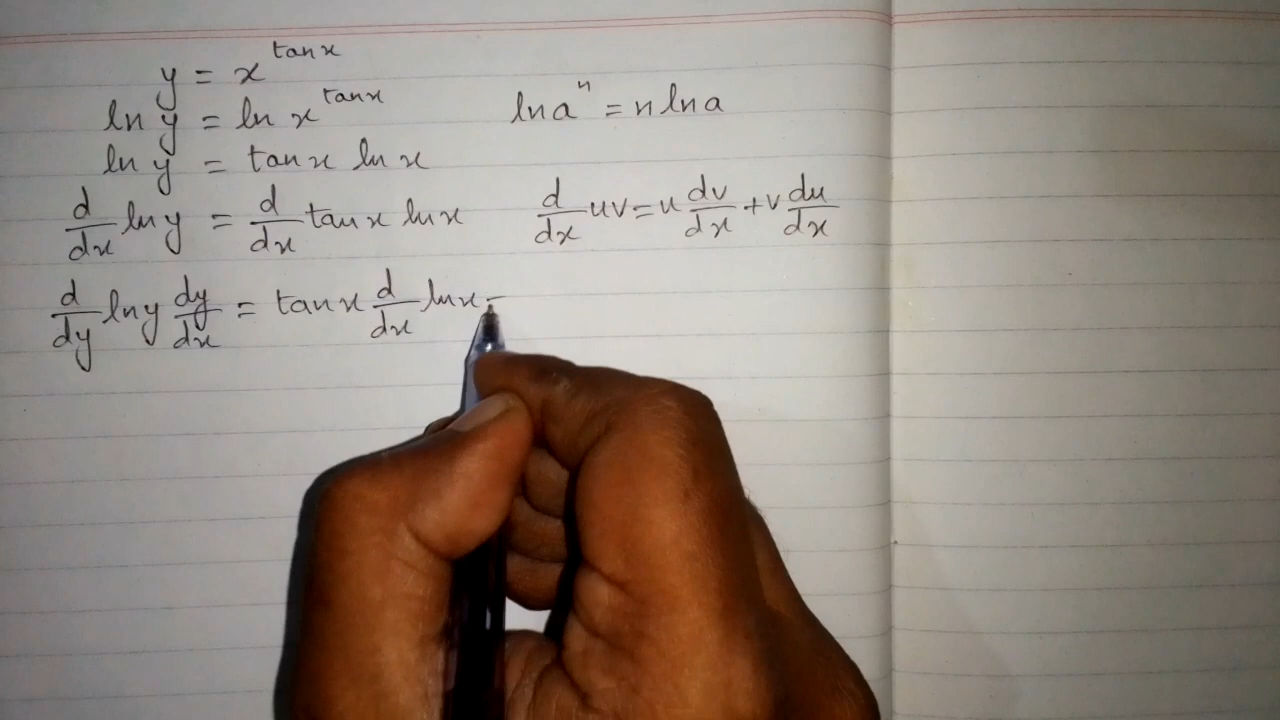 y = x^{tan x}
ln y = ln x^{tan x}
ln a^n = n ln a
ln y = tan x ln x
d/dx ln y = d/dx tan x ln x
d/dx uv = u dv/dx + v du/dx
d/dy ln y dy/dx = tan x d/dx ln x